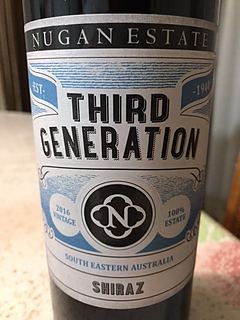 NUGAN ESTATE
EST. -1940
THIRD
GENERATION
2016 VINTAGE
N
100% ESTATE
SOUTH EASTERN AUSTRALIA
SHIRAZ